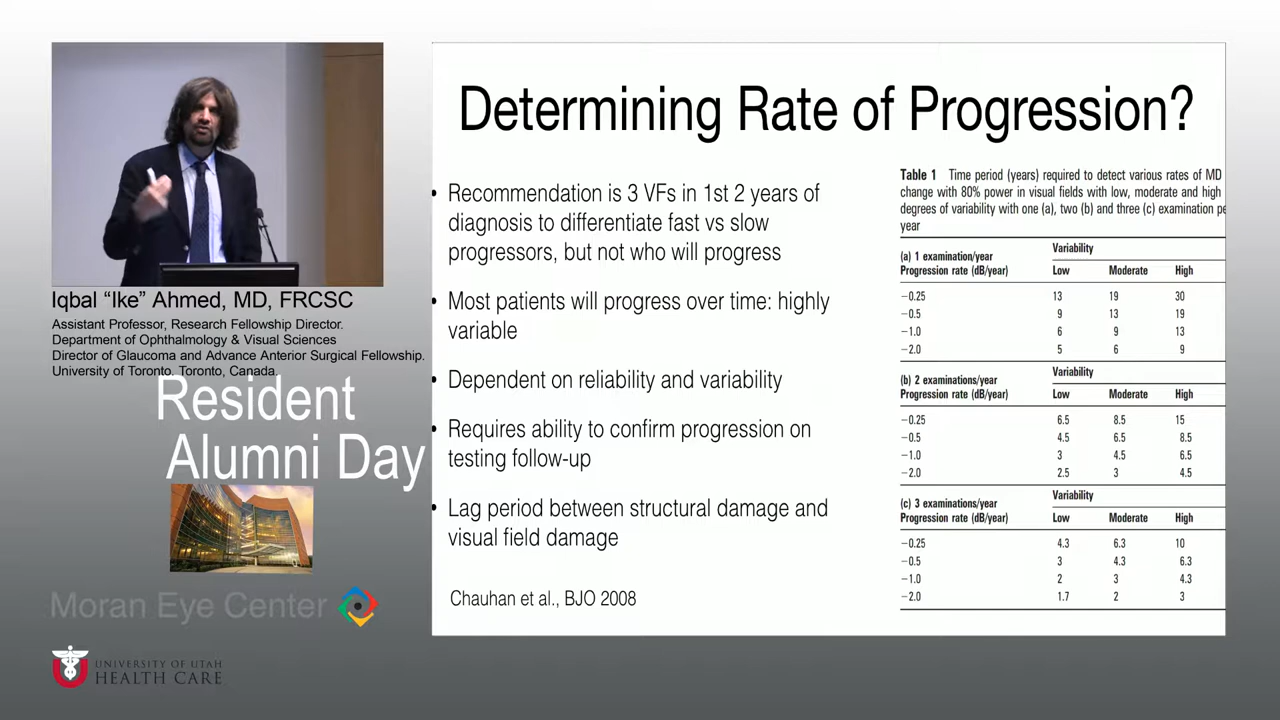 Determining Rate of Progression?
• Recommendation is 3 VFs in 1st 2 years of
diagnosis to differentiate fast vs slow
progressors, but not who will progress
• Most patients will progress over time: highly
variable
• Dependent on reliability and variability
• Requires ability to confirm progression on
testing follow-up
• Lag period between structural damage and
visual field damage
Chauhan et al., BJO 2008
Table 1 Time period (years) required to detect various rates of MD
change with 80% power in visual fields with low, moderate and high
degrees of variability with one (a), two (b) and three (c) examination pe
year
(a) 1 examination/year Variability
Progression rate (dB/year) Low Moderate High
−0.25 13 19 30
−0.5 9 13 19
−1.0 6 9 13
−2.0 5 6 9
(b) 2 examinations/year Variability
Progression rate (dB/year) Low Moderate High
−0.25 6.5 8.5 15
−0.5 4.5 6.5 8.5
−1.0 3 4.5 6.5
−2.0 2.5 3 4.5
(c) 3 examinations/year Variability
Progression rate (dB/year) Low Moderate High
−0.25 4.3 6.3 10
−0.5 3 4.3 6.3
−1.0 2 3 4.3
−2.0 1.7 2 3
Iqbal “Ike” Ahmed, MD, FRCSC
Assistant Professor, Research Fellowship Director.
Department of Ophthalmology & Visual Sciences
Director of Glaucoma and Advance Anterior Surgical Fellowship.
University of Toronto, Toronto, Canada.
Resident
Alumni Day
Moran Eye Center
UNIVERSITY OF UTAH
HEALTH CARE